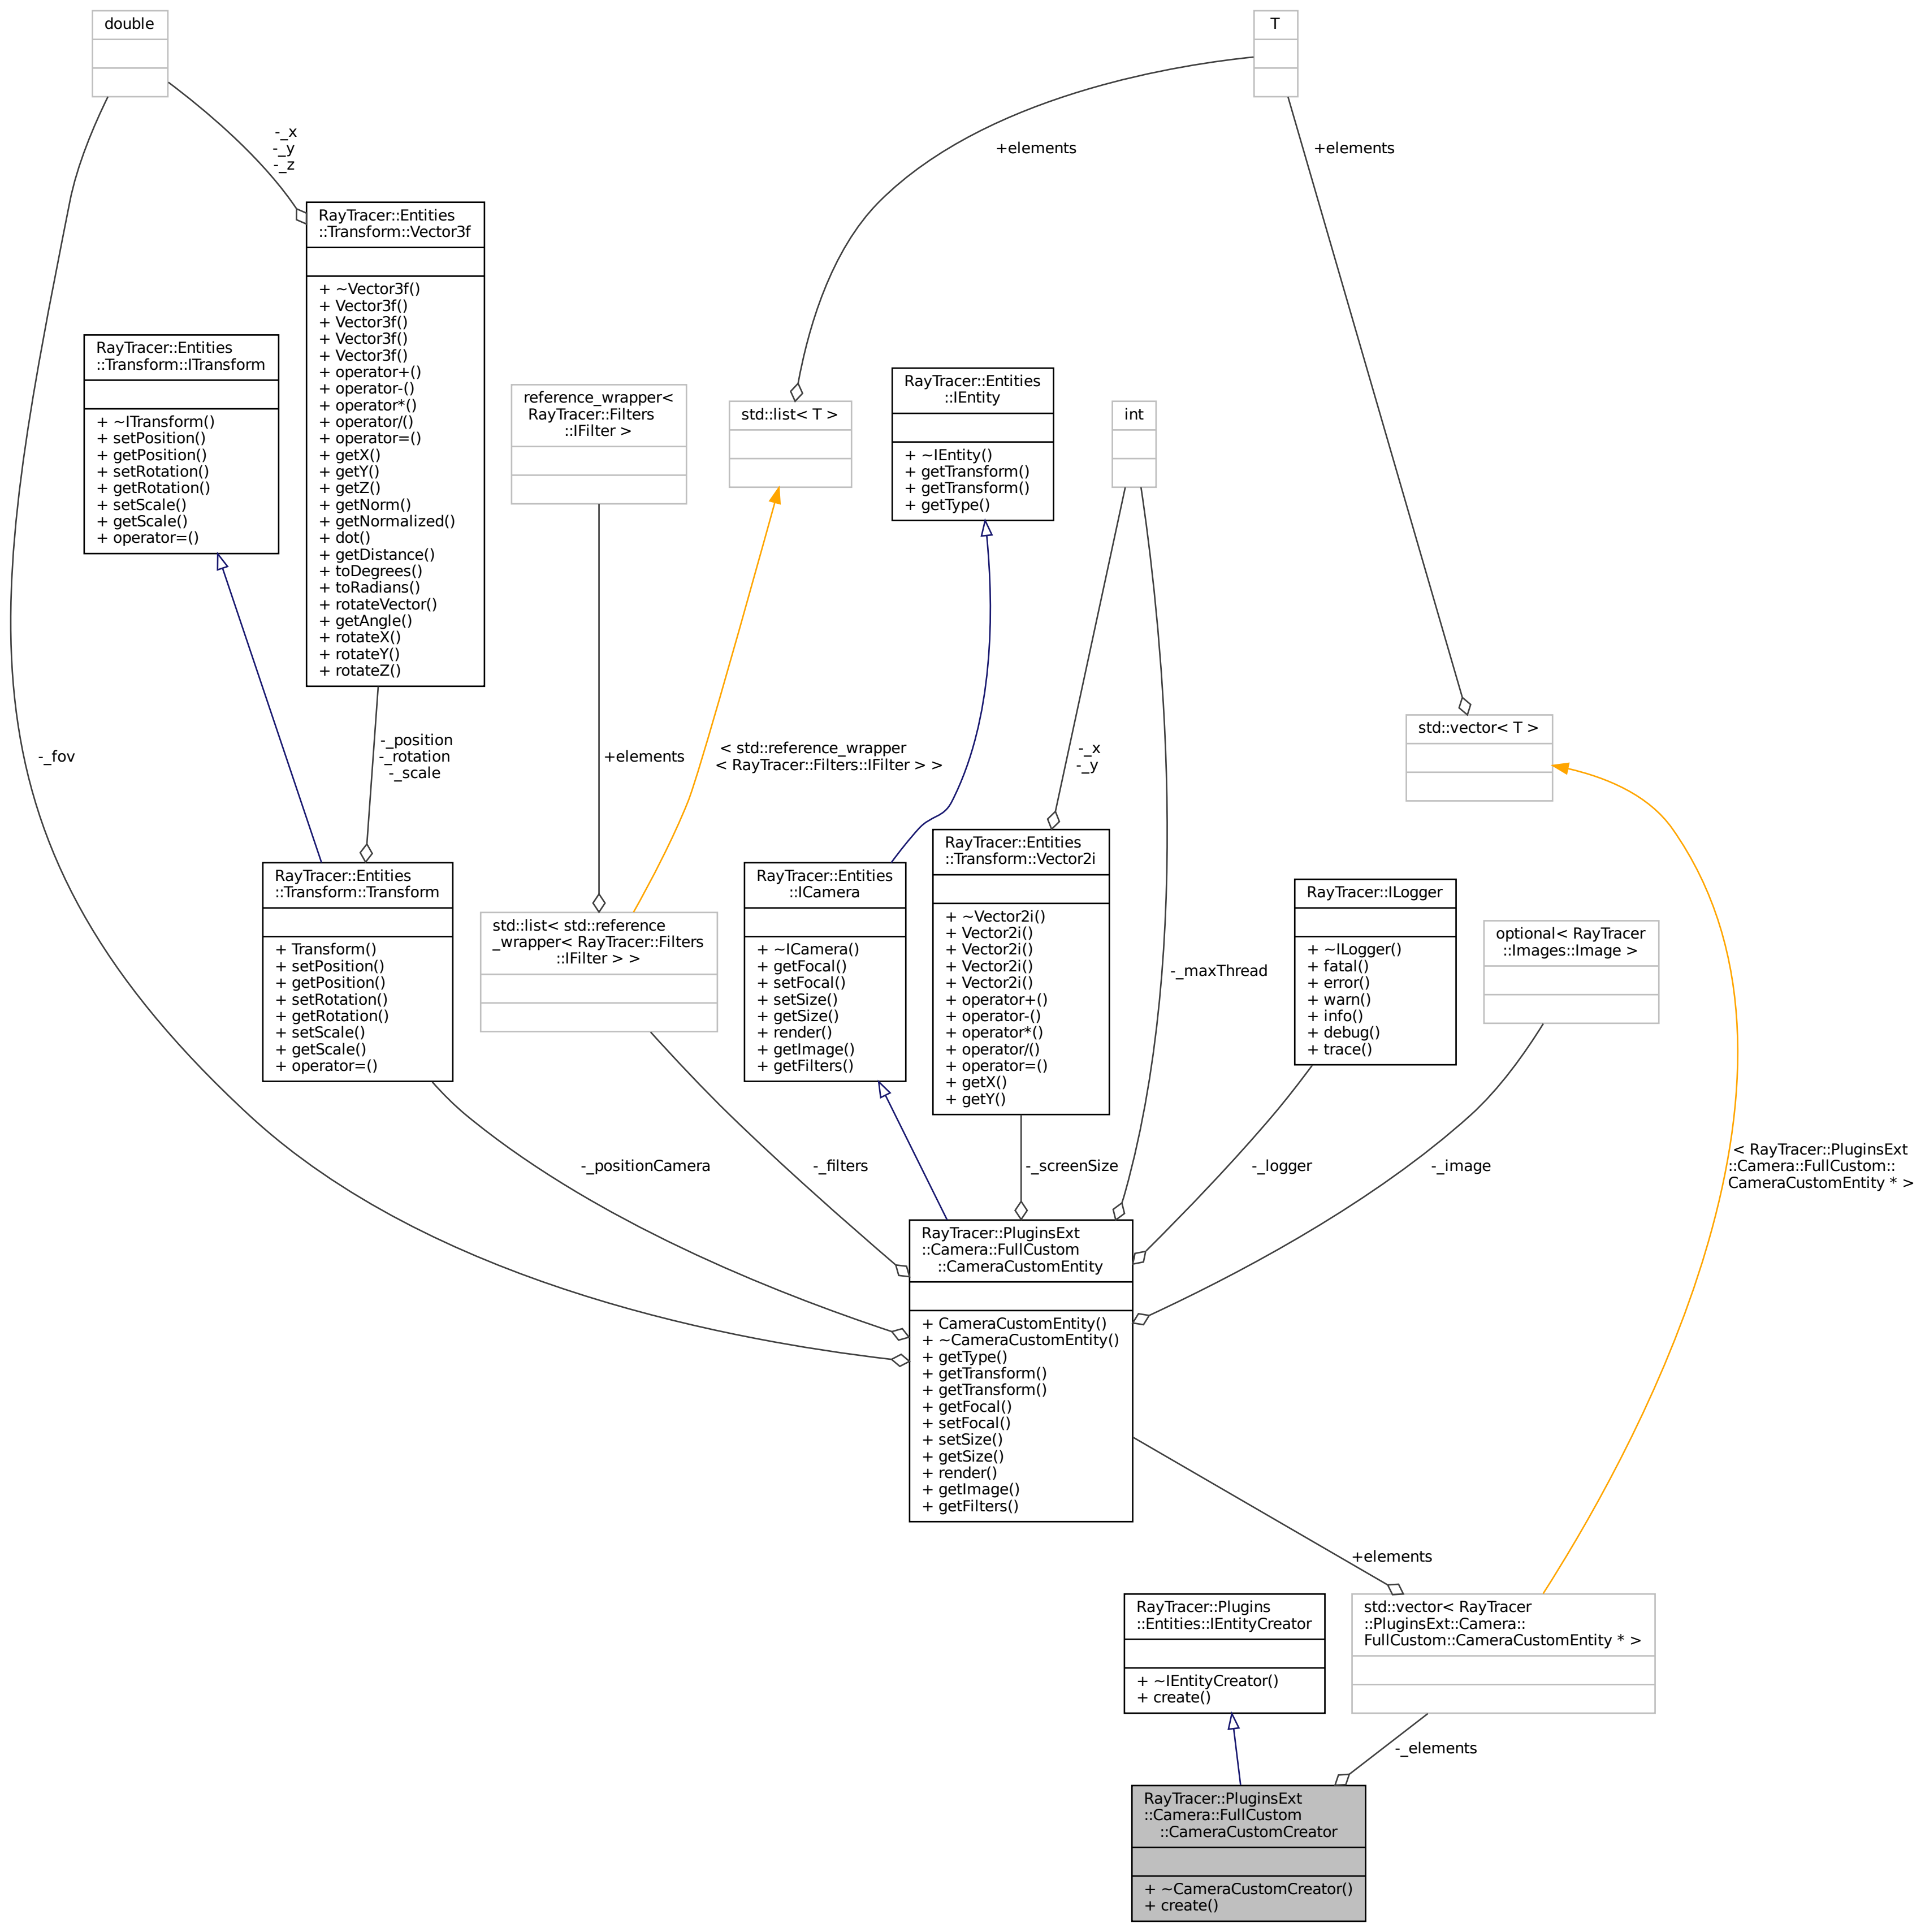 double
T
-_x
-_y
-_z
+elements
+elements
RayTracer::Entities
::Transform::Vector3f
+ ~Vector3f()
+ Vector3f()
+ Vector3f()
+ Vector3f()
+ Vector3f()
+ operator+()
+ operator-()
+ operator*()
+ operator/()
+ operator=()
+ getX()
+ getY()
+ getZ()
+ getNorm()
+ getNormalized()
+ dot()
+ getDistance()
+ toDegrees()
+ toRadians()
+ rotateVector()
+ getAngle()
+ rotateX()
+ rotateY()
+ rotateZ()
RayTracer::Entities
::Transform::ITransform
+ ~ITransform()
+ setPosition()
+ getPosition()
+ setRotation()
+ getRotation()
+ setScale()
+ getScale()
+ operator=()
reference_wrapper<
RayTracer::Filters
::IFilter >
std::list< T >
RayTracer::Entities
::IEntity
+ ~IEntity()
+ getTransform()
+ getTransform()
+ getType()
int
std::vector< T >
-_fov
-_position
-_rotation
-_scale
+elements
< std::reference_wrapper
< RayTracer::Filters::IFilter > >
-_x
-_y
RayTracer::Entities
::Transform::Transform
+ Transform()
+ setPosition()
+ getPosition()
+ setRotation()
+ getRotation()
+ setScale()
+ getScale()
+ operator=()
std::list< std::reference
_wrapper< RayTracer::Filters
::IFilter > >
RayTracer::Entities
::ICamera
+ ~ICamera()
+ getFocal()
+ setFocal()
+ setSize()
+ getSize()
+ render()
+ getImage()
+ getFilters()
RayTracer::Entities
::Transform::Vector2i
+ ~Vector2i()
+ Vector2i()
+ Vector2i()
+ Vector2i()
+ Vector2i()
+ operator+()
+ operator-()
+ operator*()
+ operator/()
+ operator=()
+ getX()
+ getY()
-_maxThread
RayTracer::ILogger
+ ~ILogger()
+ fatal()
+ error()
+ warn()
+ info()
+ debug()
+ trace()
optional< RayTracer
::Images::Image >
-_positionCamera
-_filters
-_screenSize
-_logger
-_image
< RayTracer::PluginsExt
::Camera::FullCustom::
CameraCustomEntity * >
RayTracer::PluginsExt
::Camera::FullCustom
::CameraCustomEntity
+ CameraCustomEntity()
+ ~CameraCustomEntity()
+ getType()
+ getTransform()
+ getTransform()
+ getFocal()
+ setFocal()
+ setSize()
+ getSize()
+ render()
+ getImage()
+ getFilters()
+elements
RayTracer::Plugins
::Entities::IEntityCreator
+ ~IEntityCreator()
+ create()
std::vector< RayTracer
::PluginsExt::Camera::
FullCustom::CameraCustomEntity * >
-_elements
RayTracer::PluginsExt
::Camera::FullCustom
::CameraCustomCreator
+ ~CameraCustomCreator()
+ create()